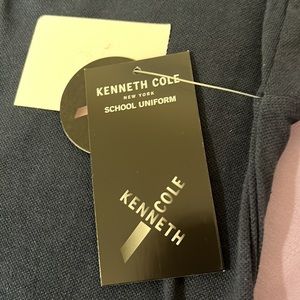 KENNETH COLE
NEW YORK
SCHOOL UNIFORM
COLE
KENNETH